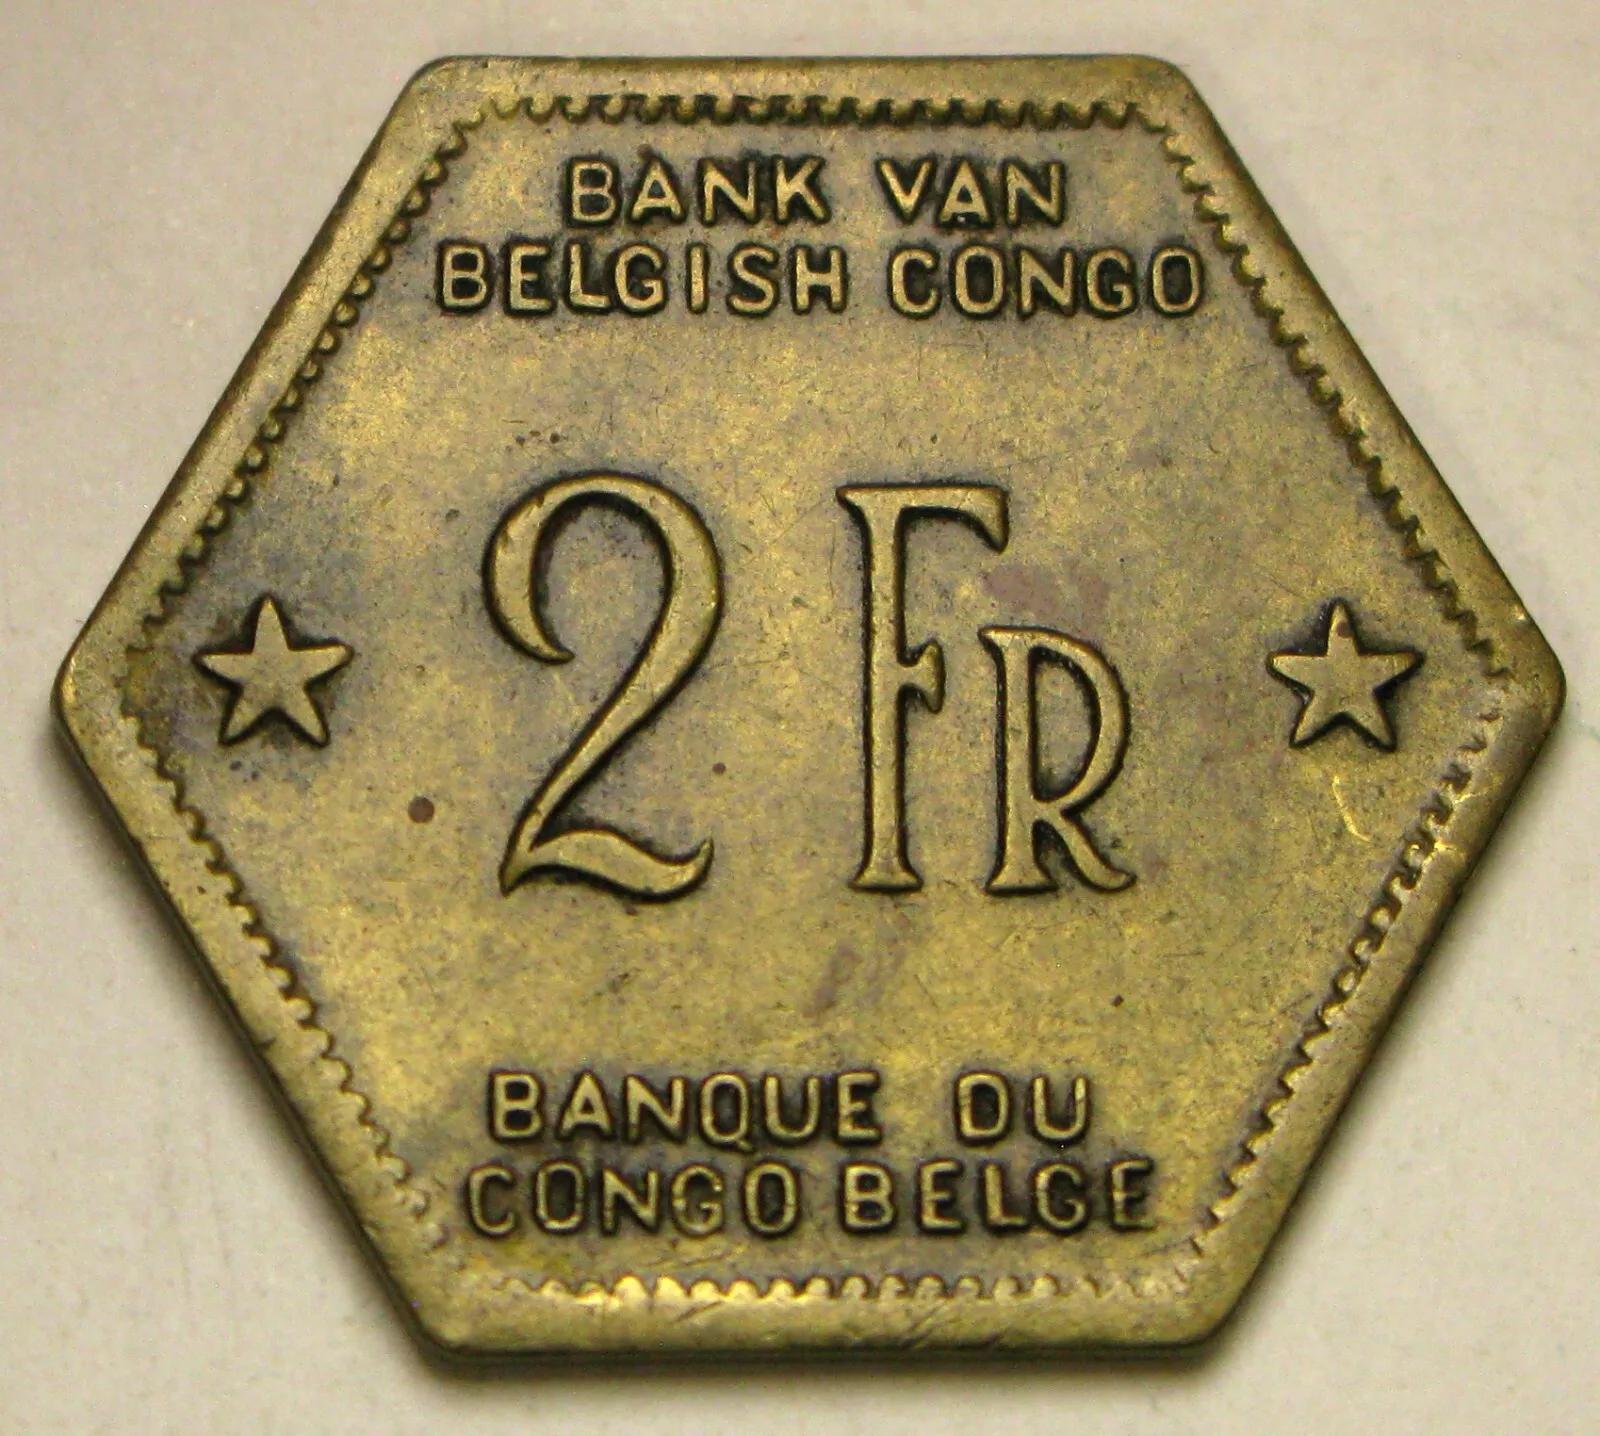 BANK VAN
BELGISH CONGO
2 FR
BANQUE DU
CONGO BELGE